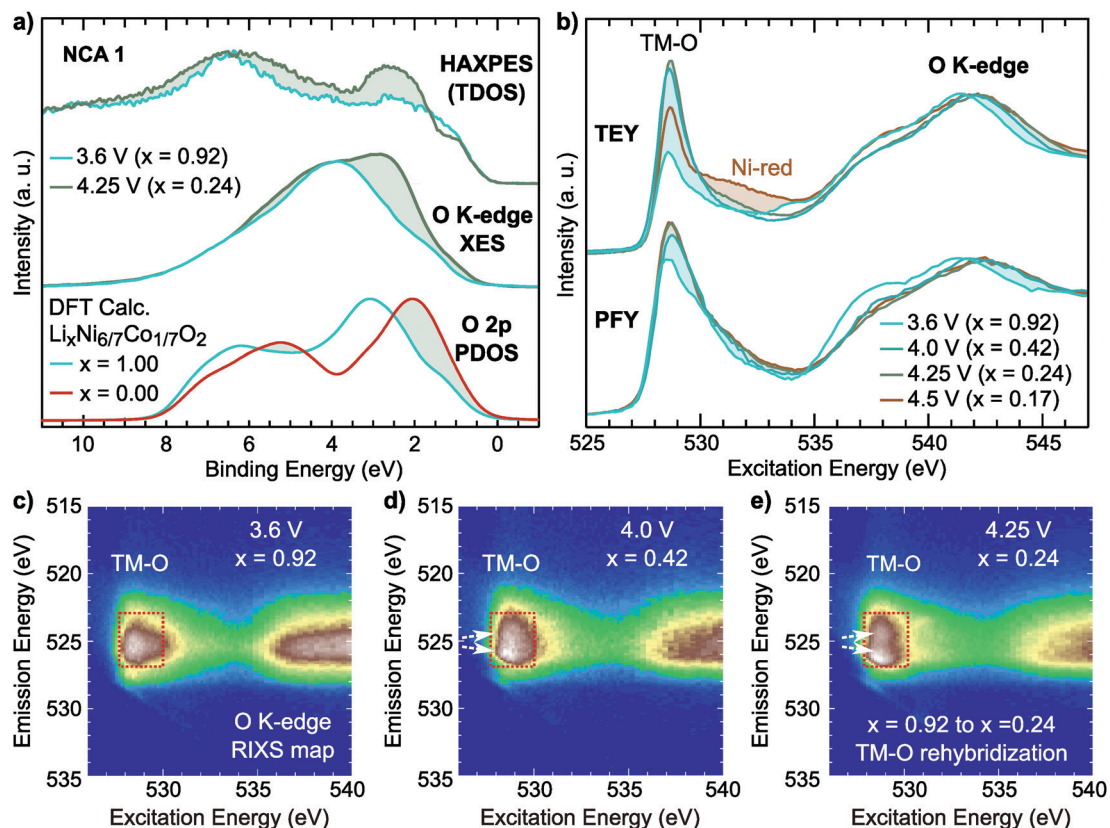 a)
NCA 1
HAXPES
(TDOS)
3.6 V (x = 0.92)
4.25 V (x = 0.24)
O K-edge
XES
DFT Calc.
LixNi6/7Co1/7O2
x = 1.00
x = 0.00
O 2p
PDOS
Intensity (a. u.)
10 8 6 4 2 0
Binding Energy (eV)
b)
TM-O
O K-edge
TEY
Ni-red
PFY
3.6 V (x = 0.92)
4.0 V (x = 0.42)
4.25 V (x = 0.24)
4.5 V (x = 0.17)
Intensity (a. u.)
525 530 535 540 545
Excitation Energy (eV)
c)
515
520
525
530
535
Emission Energy (eV)
3.6 V
x = 0.92
TM-O
O K-edge
RIXS map
530 535 540
Excitation Energy (eV)
d)
515
520
525
530
535
Emission Energy (eV)
4.0 V
x = 0.42
TM-O
530 535 540
Excitation Energy (eV)
e)
515
520
525
530
535
Emission Energy (eV)
4.25 V
x = 0.24
TM-O
x = 0.92 to x =0.24
TM-O rehybridization
530 535 540
Excitation Energy (eV)